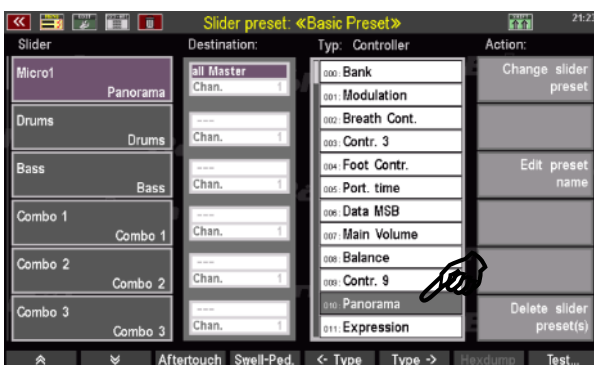 Slider preset: «Basic Preset»
21:23
Slider
Destination:
Typ: Controller
Action:
Micro1
Panorama
all Master
Chan. 1
Drums
Drums
---
Chan. 1
Bass
Bass
---
Chan. 1
Combo 1
Combo 1
---
Chan. 1
Combo 2
Combo 2
---
Chan. 1
Combo 3
Combo 3
---
Chan. 1
000: Bank
001: Modulation
002: Breath Cont.
003: Contr. 3
004: Foot Contr.
005: Port. time
006: Data MSB
007: Main Volume
008: Balance
009: Contr. 9
010: Panorama
011: Expression
Change slider
preset
Edit preset
name
Delete slider
preset(s)
Aftertouch Swell-Ped. <- Type Type -> Hexdump Test...